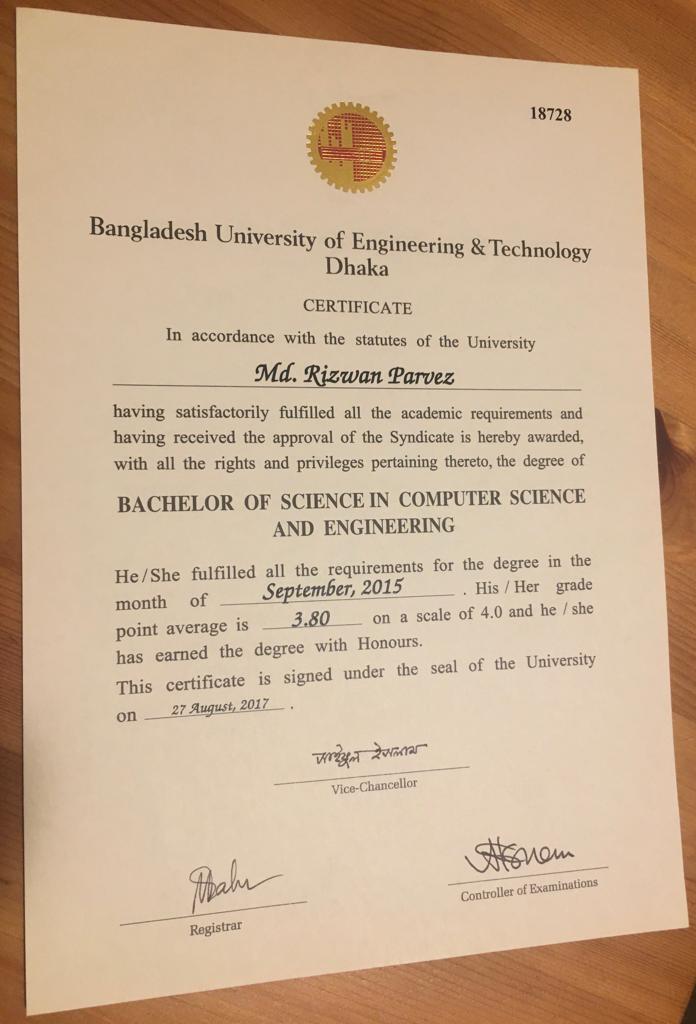 18728
Bangladesh University of Engineering & Technology
Dhaka
CERTIFICATE
In accordance with the statutes of the University
Md. Rizwan Parvez
having satisfactorily fulfilled all the academic requirements and
having received the approval of the Syndicate is hereby awarded,
with all the rights and privileges pertaining thereto, the degree of
BACHELOR OF SCIENCE IN COMPUTER SCIENCE
AND ENGINEERING
He/She fulfilled all the requirements for the degree in the
month of September, 2015 . His / Her grade
point average is 3.80 on a scale of 4.0 and he / she
has earned the degree with Honours.
This certificate is signed under the seal of the University
on 27 August, 2017 .
সাইফুল ইসলাম
Vice-Chancellor
Registrar
Controller of Examinations